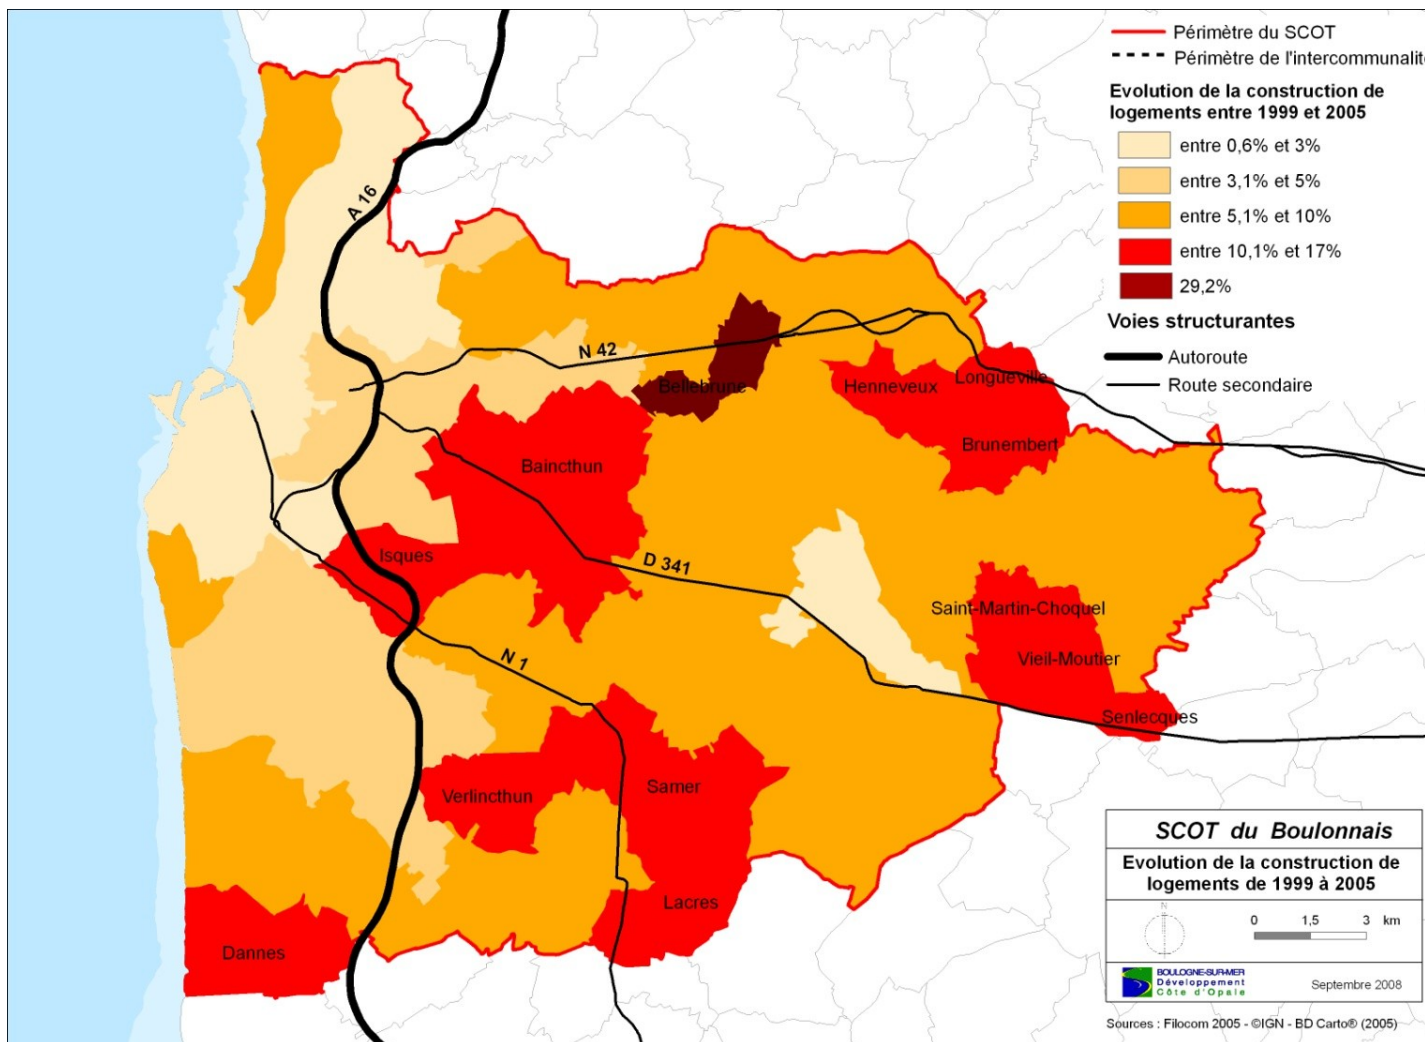 Périmètre du SCOT
Périmètre de l'intercommunalité
Evolution de la construction de
logements entre 1999 et 2005
entre 0,6% et 3%
entre 3,1% et 5%
entre 5,1% et 10%
entre 10,1% et 17%
29,2%
Voies structurantes
Autoroute
Route secondaire
A 16
N 42
Bellebrune
Henneveux
Longueville
Brunembert
Baincthun
Isques
D 341
Saint-Martin-Choquel
Vieil-Moutier
Senlecques
N 1
Verlincthun
Samer
Lacres
Dannes
SCOT du Boulonnais
Evolution de la construction de
logements de 1999 à 2005
N
0 1,5 3 km
BOULOGNE-SUR-MER
Développement
Côte d'Opale
Septembre 2008
Sources : Filocom 2005 - ©IGN - BD Carto® (2005)